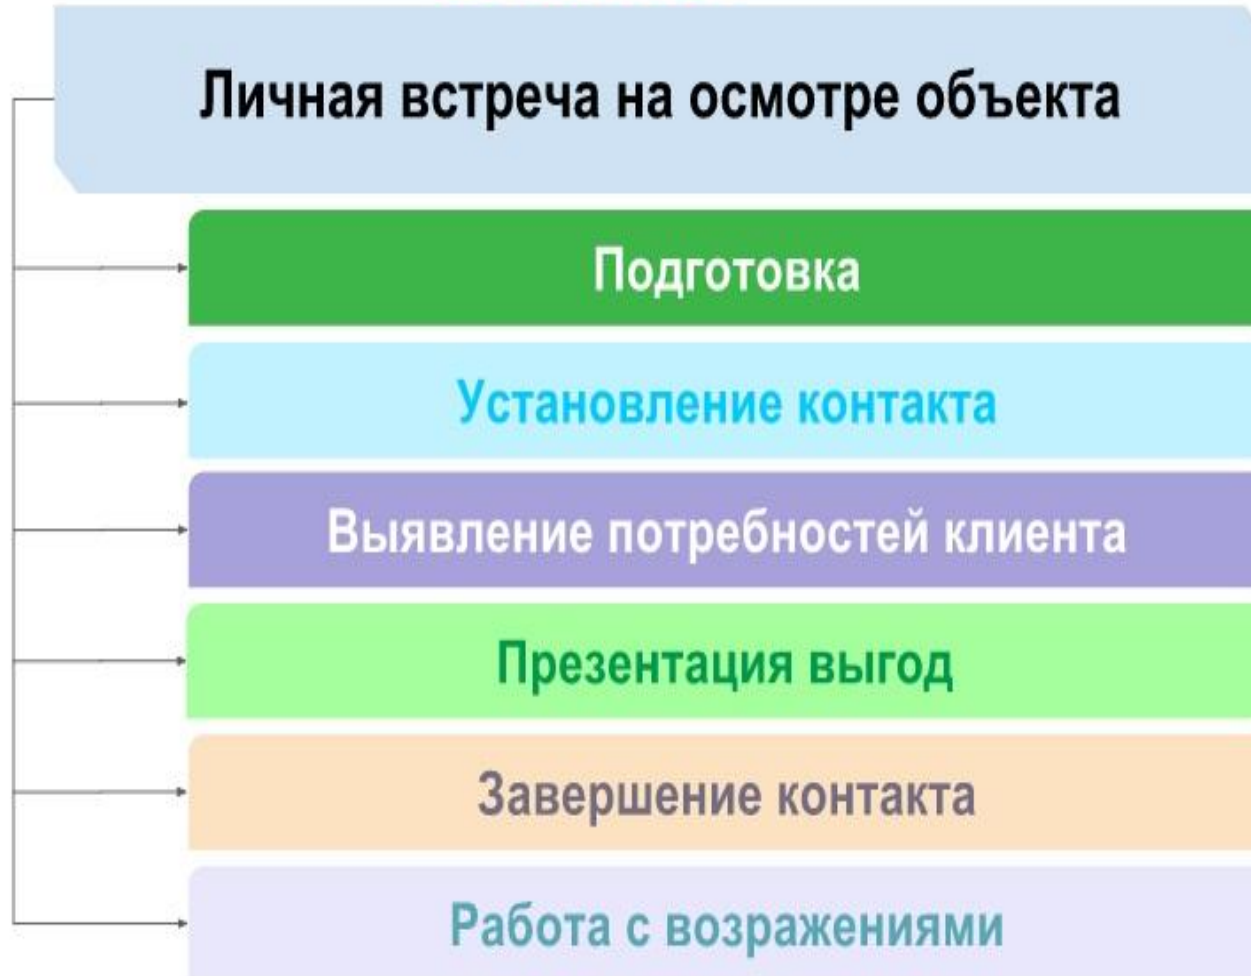 Личная встреча на осмотре объекта
Подготовка
Установление контакта
Выявление потребностей клиента
Презентация выгод
Завершение контакта
Работа с возражениями